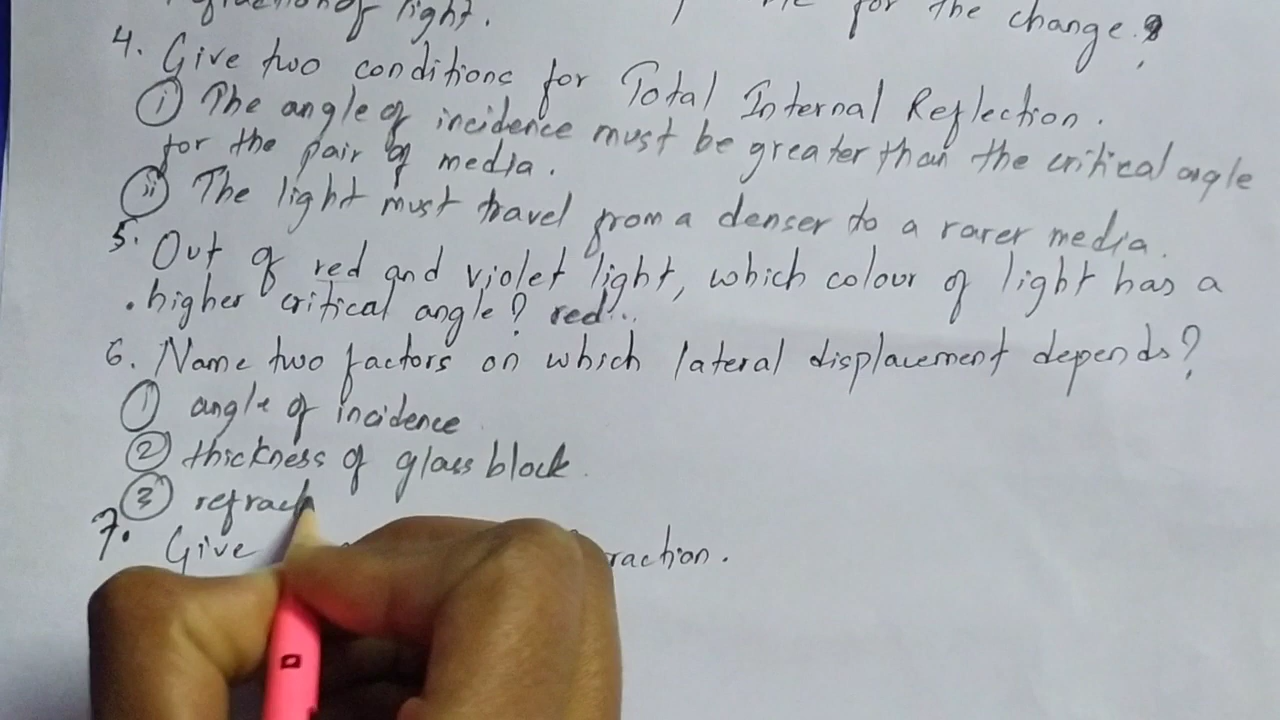 light.
for the change?
4. Give two conditions for Total Internal Reflection.
i The angle of incidence must be greater than the critical angle
for the pair of media.
ii The light must travel from a denser to a rarer media.
5. Out of red and violet light, which colour of light has a
higher critical angle? red..
6. Name two factors on which lateral displacement depends?
1 angle of incidence
2 thickness of glass block.
3 refract
7. Give raction.